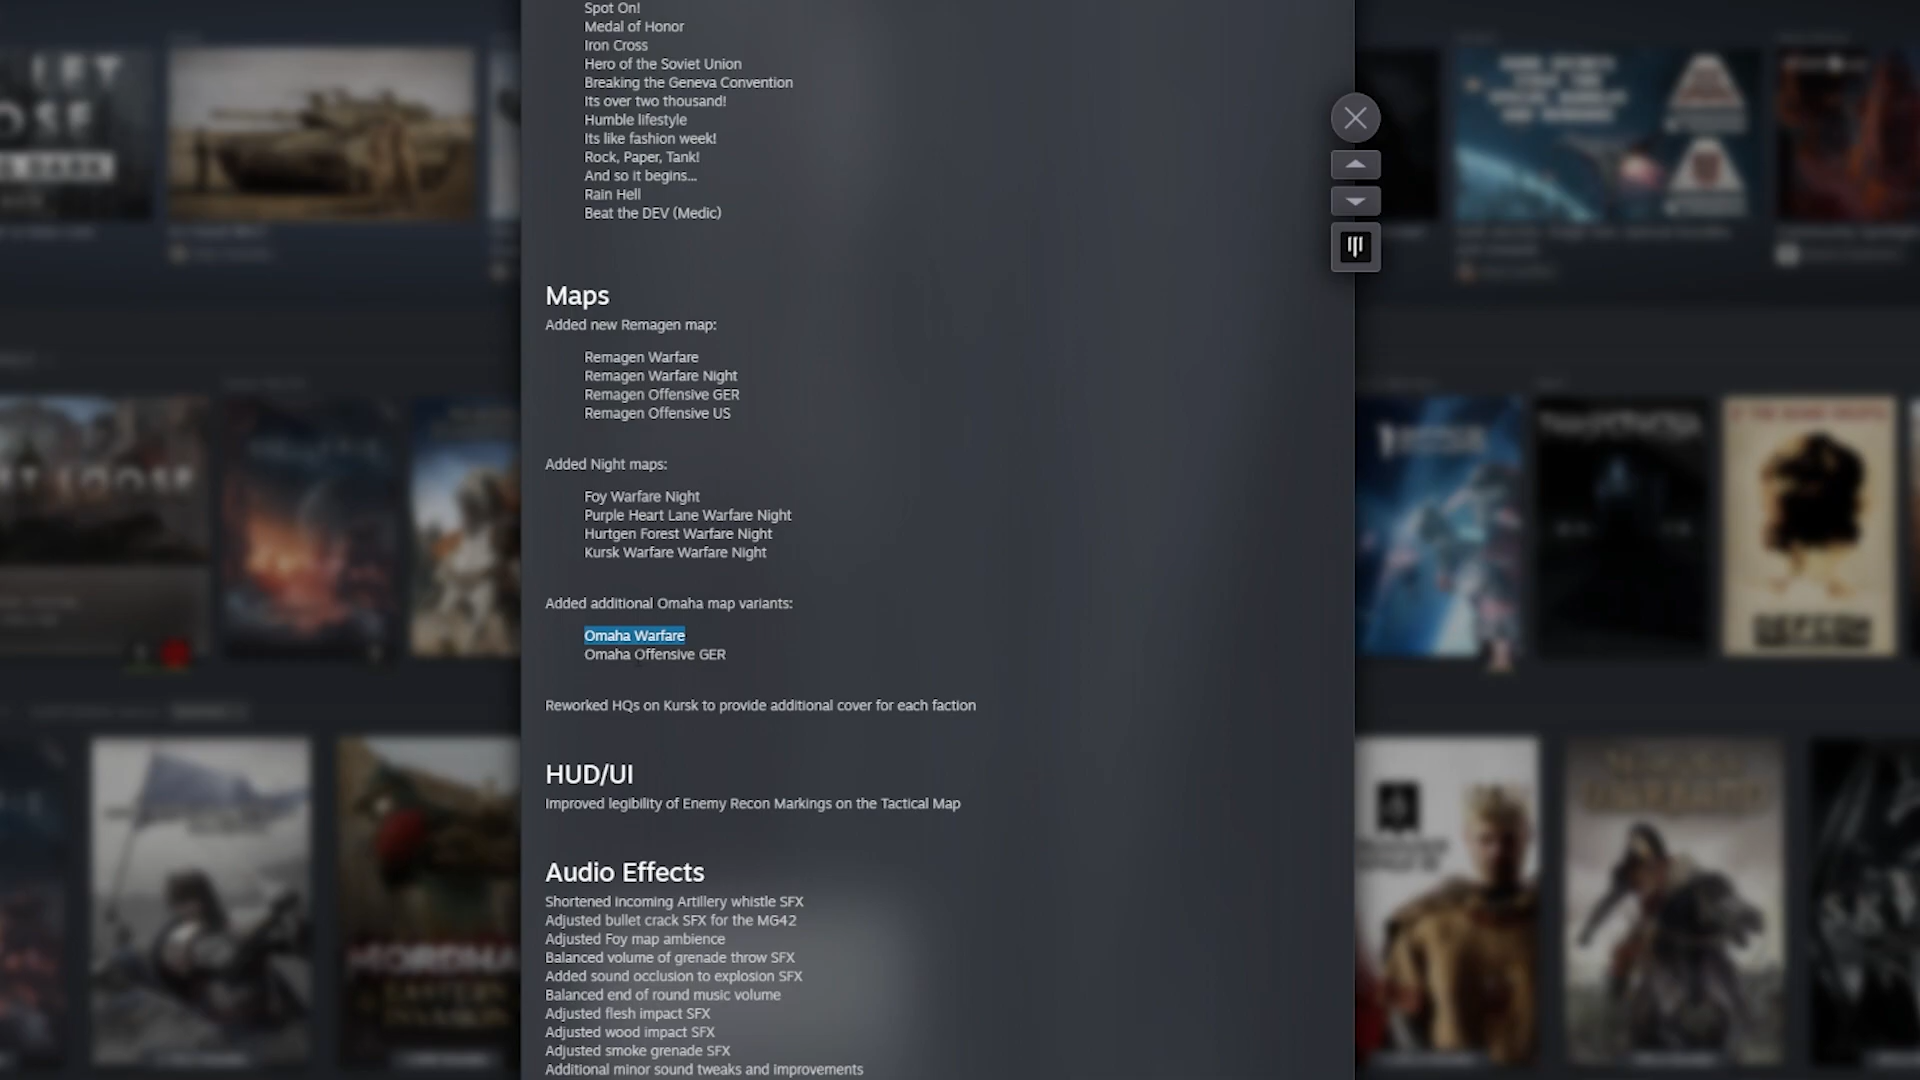 Spot On!
Medal of Honor
Iron Cross
Hero of the Soviet Union
Breaking the Geneva Convention
Its over two thousand!
Humble lifestyle
Its like fashion week!
Rock, Paper, Tank!
And so it begins...
Rain Hell
Beat the DEV (Medic)
Maps
Added new Remagen map:
Remagen Warfare
Remagen Warfare Night
Remagen Offensive GER
Remagen Offensive US
Added Night maps:
Foy Warfare Night
Purple Heart Lane Warfare Night
Hurtgen Forest Warfare Night
Kursk Warfare Warfare Night
Added additional Omaha map variants:
Omaha Warfare
Omaha Offensive GER
Reworked HQs on Kursk to provide additional cover for each faction
HUD/UI
Improved legibility of Enemy Recon Markings on the Tactical Map
Audio Effects
Shortened incoming Artillery whistle SFX
Adjusted bullet crack SFX for the MG42
Adjusted Foy map ambience
Balanced volume of grenade throw SFX
Added sound occlusion to explosion SFX
Balanced end of round music volume
Adjusted flesh impact SFX
Adjusted wood impact SFX
Adjusted smoke grenade SFX
Additional minor sound tweaks and improvements